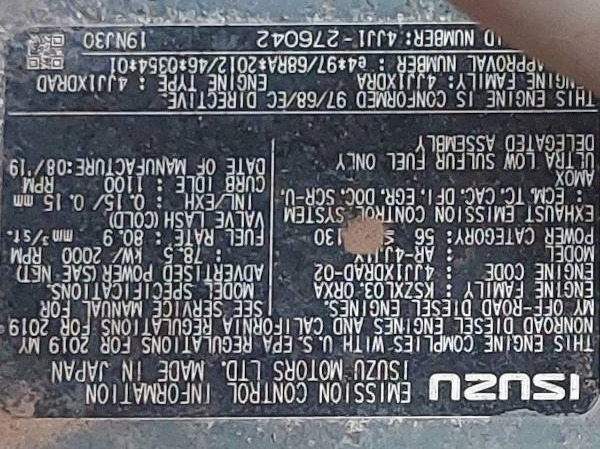 ISUZU
EMISSION CONTROL INFORMATION
ISUZU MOTORS LTD. MADE IN JAPAN
THIS ENGINE COMPLIES WITH U.S. EPA REGULATIONS FOR MY 2019
NONROAD DIESEL ENGINES AND CALIFORNIA REGULATIONS FOR 2019
MY OFF-ROAD DIESEL ENGINES.
ENGINE FAMILY : KSZXL03.0RXA
ENGINE CODE : 4JJ1XDRAD-02
MODEL : AR-4JJ1X
POWER CATEGORY: 56 ≤ 130
EXHAUST EMISSION CONTROL SYSTEM
: ECM, TC, CAC, DFI, EGR, DOC, SCR-U,
AMOX
ULTRA LOW SULFUR FUEL ONLY
DELEGATED ASSEMBLY
SEE SERVICE MANUAL FOR
MODEL SPECIFICATIONS.
ADVERTISED POWER (SAE NET)
: 78.5 kW/ 2000 RPM
FUEL RATE: 80.9 mm³/st.
VALVE LASH (COLD)
INL/EXH : 0.15/ 0.15 mm
CURB IDLE : 1100 RPM
DATE OF MANUFACTURE:08/'19
THIS ENGINE IS CONFORMED 97/68/EC DIRECTIVE.
ENGINE FAMILY: 4JJ1XDRA ENGINE TYPE : 4JJ1XDRAD
APPROVAL NUMBER : e4*97/68RA*2012/46*0354*01
ID NUMBER: 4JJ1-276042 19NJ30